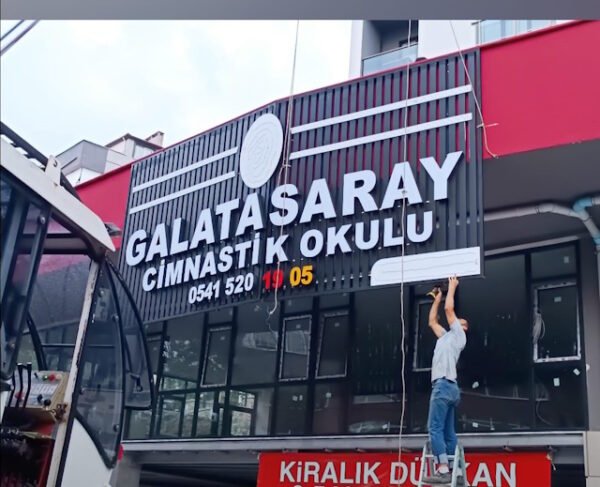 GALATASARAY
CİMNASTİK OKULU
0541 520 19 05
KİRALIK DÜKKAN